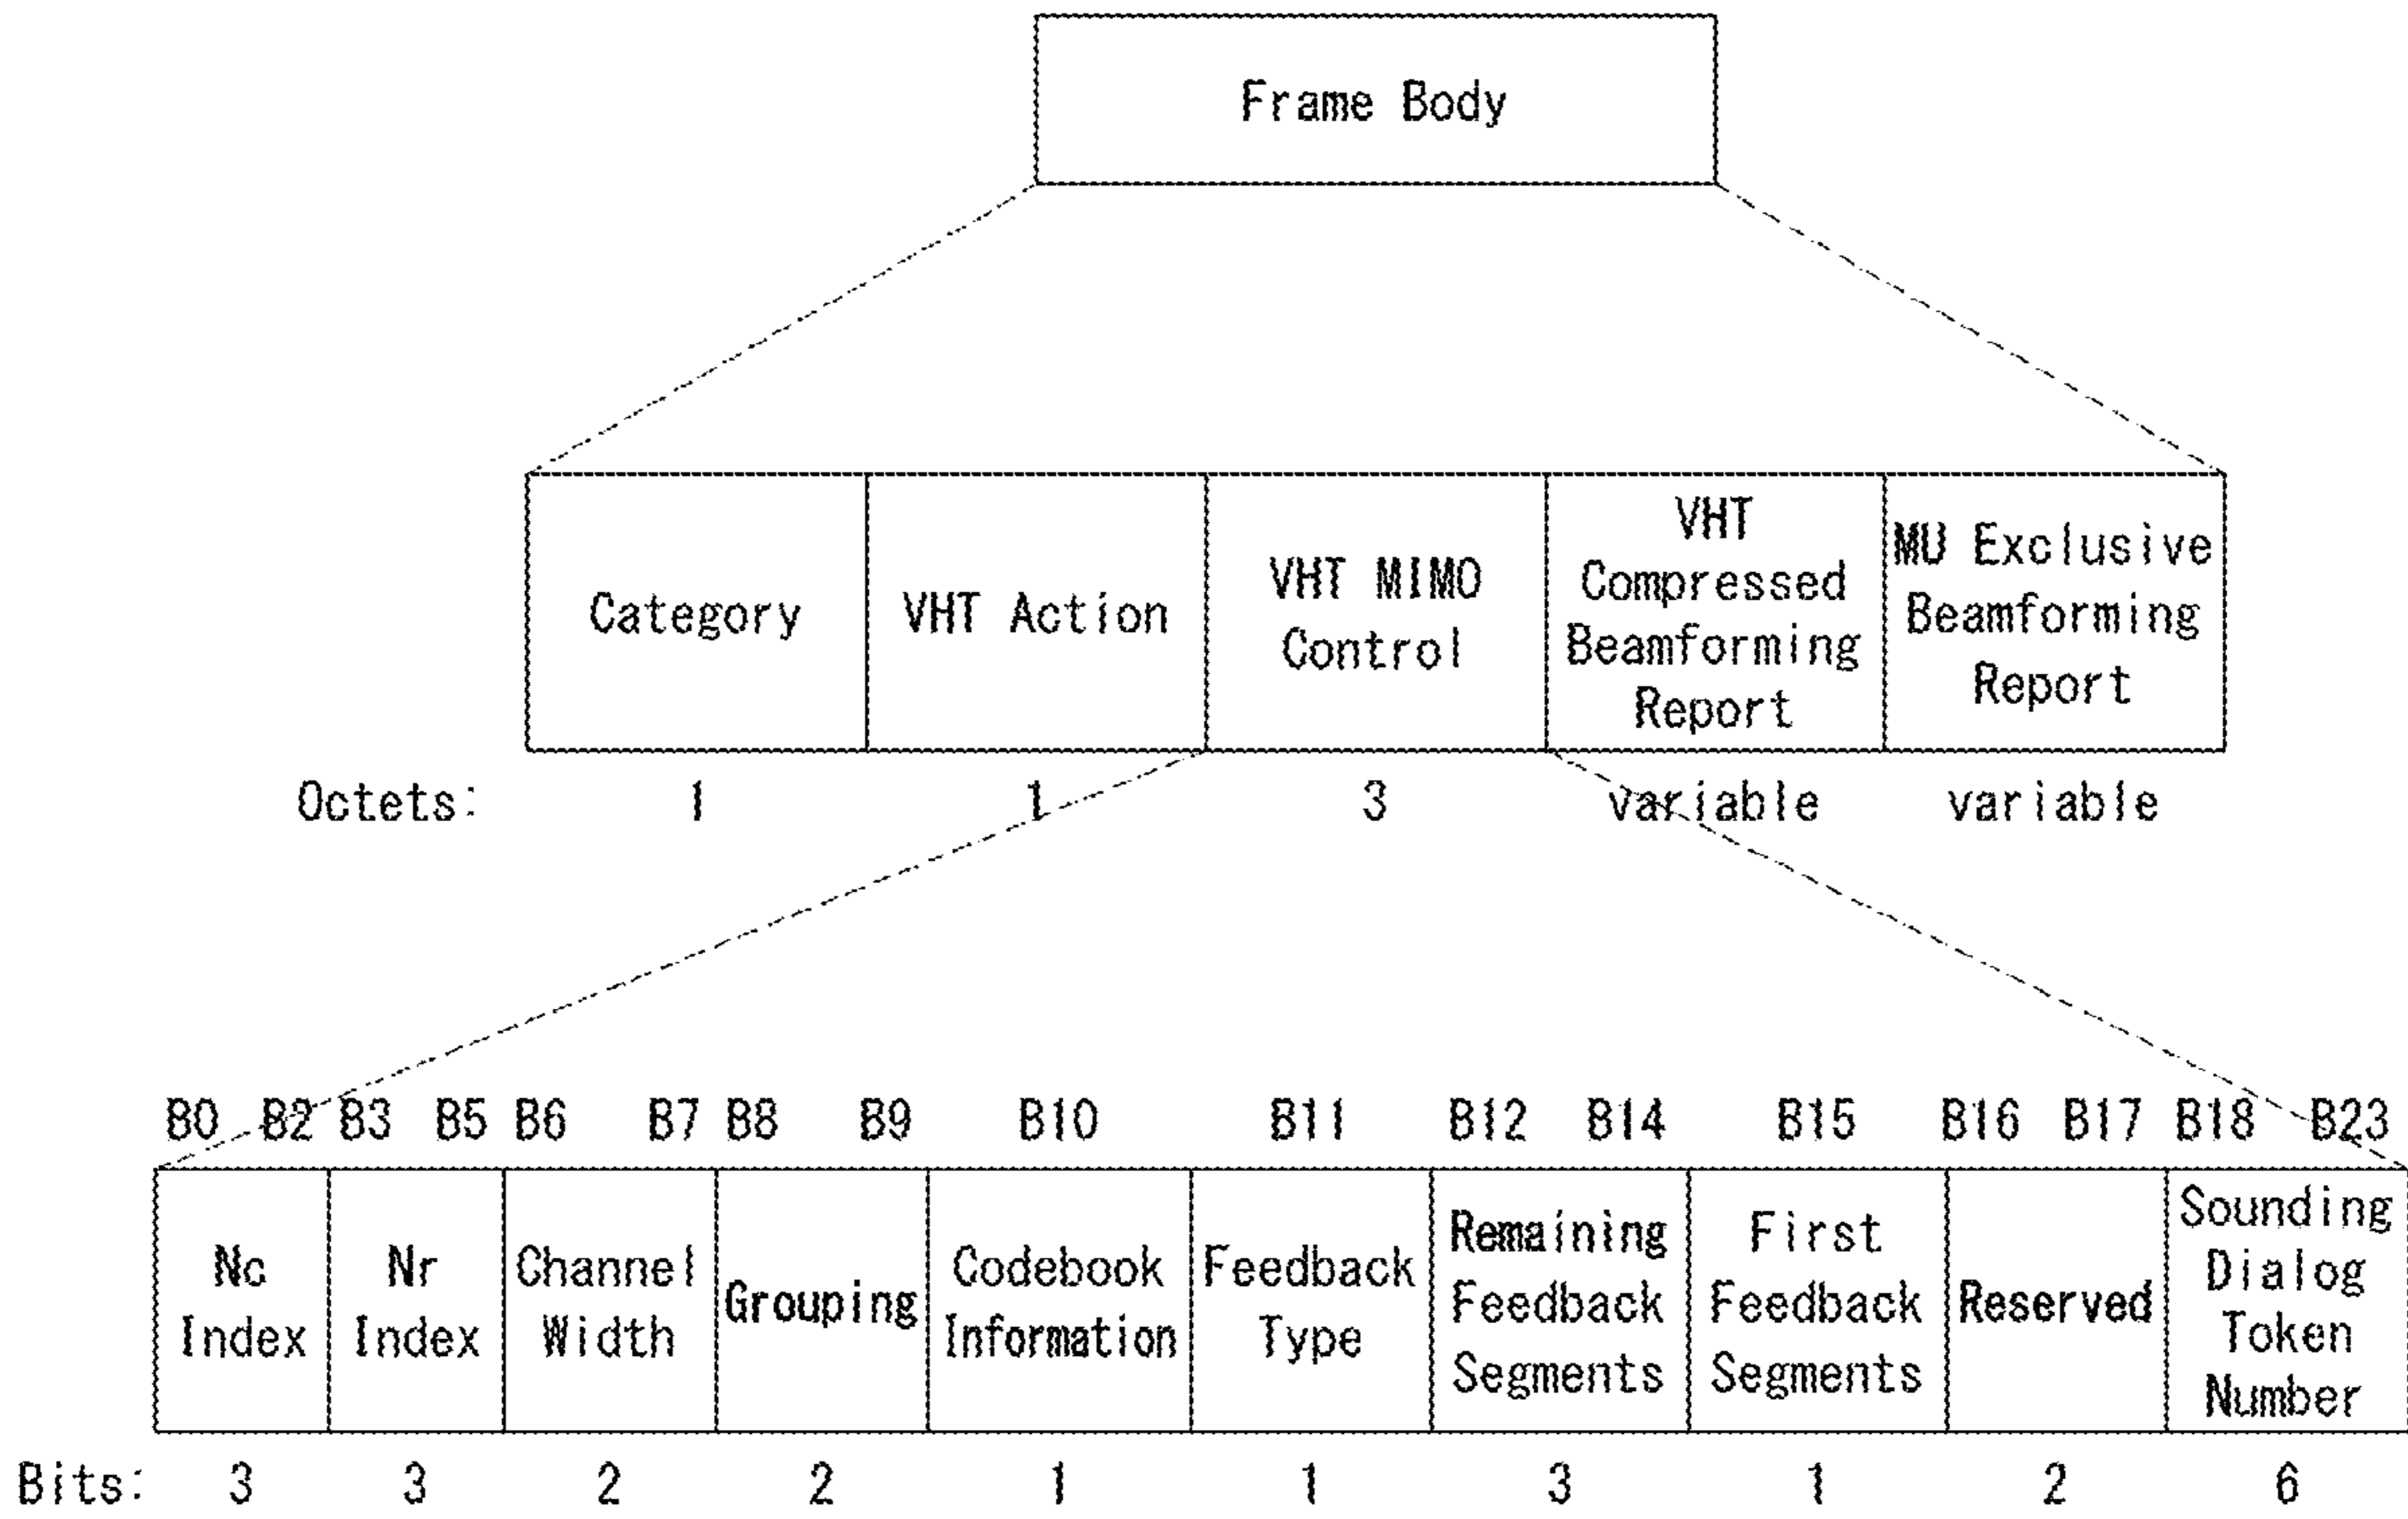 Frame Body
Category
VHT Action
VHT MIMO
Control
VHT
Compressed
Beamforming
Report
MU Exclusive
Beamforming
Report
Octets: 1 1 3 variable variable
B0 B2 B3 B5 B6 B7 B8 B9 B10 B11 B12 B14 B15 B16 B17 B18 B23
Nc
Index
Nr
Index
Channel
Width
Grouping
Codebook
Information
Feedback
Type
Remaining
Feedback
Segments
First
Feedback
Segments
Reserved
Sounding
Dialog
Token
Number
Bits: 3 3 2 2 1 1 3 1 2 6